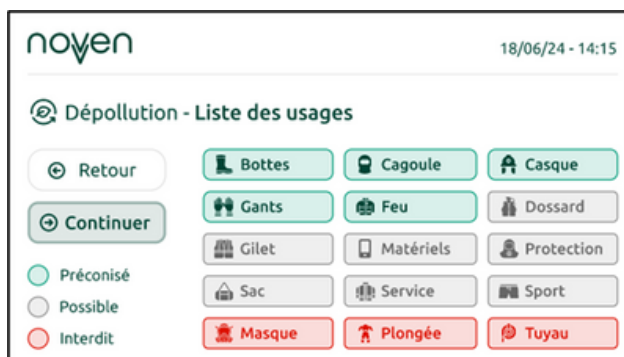 noven
18/06/24 - 14:15
Dépollution - Liste des usages
Retour
Continuer
Préconisé
Possible
Interdit
Bottes Cagoule Casque
Gants Feu Dossard
Gilet Matériels Protection
Sac Service Sport
Masque Plongée Tuyau